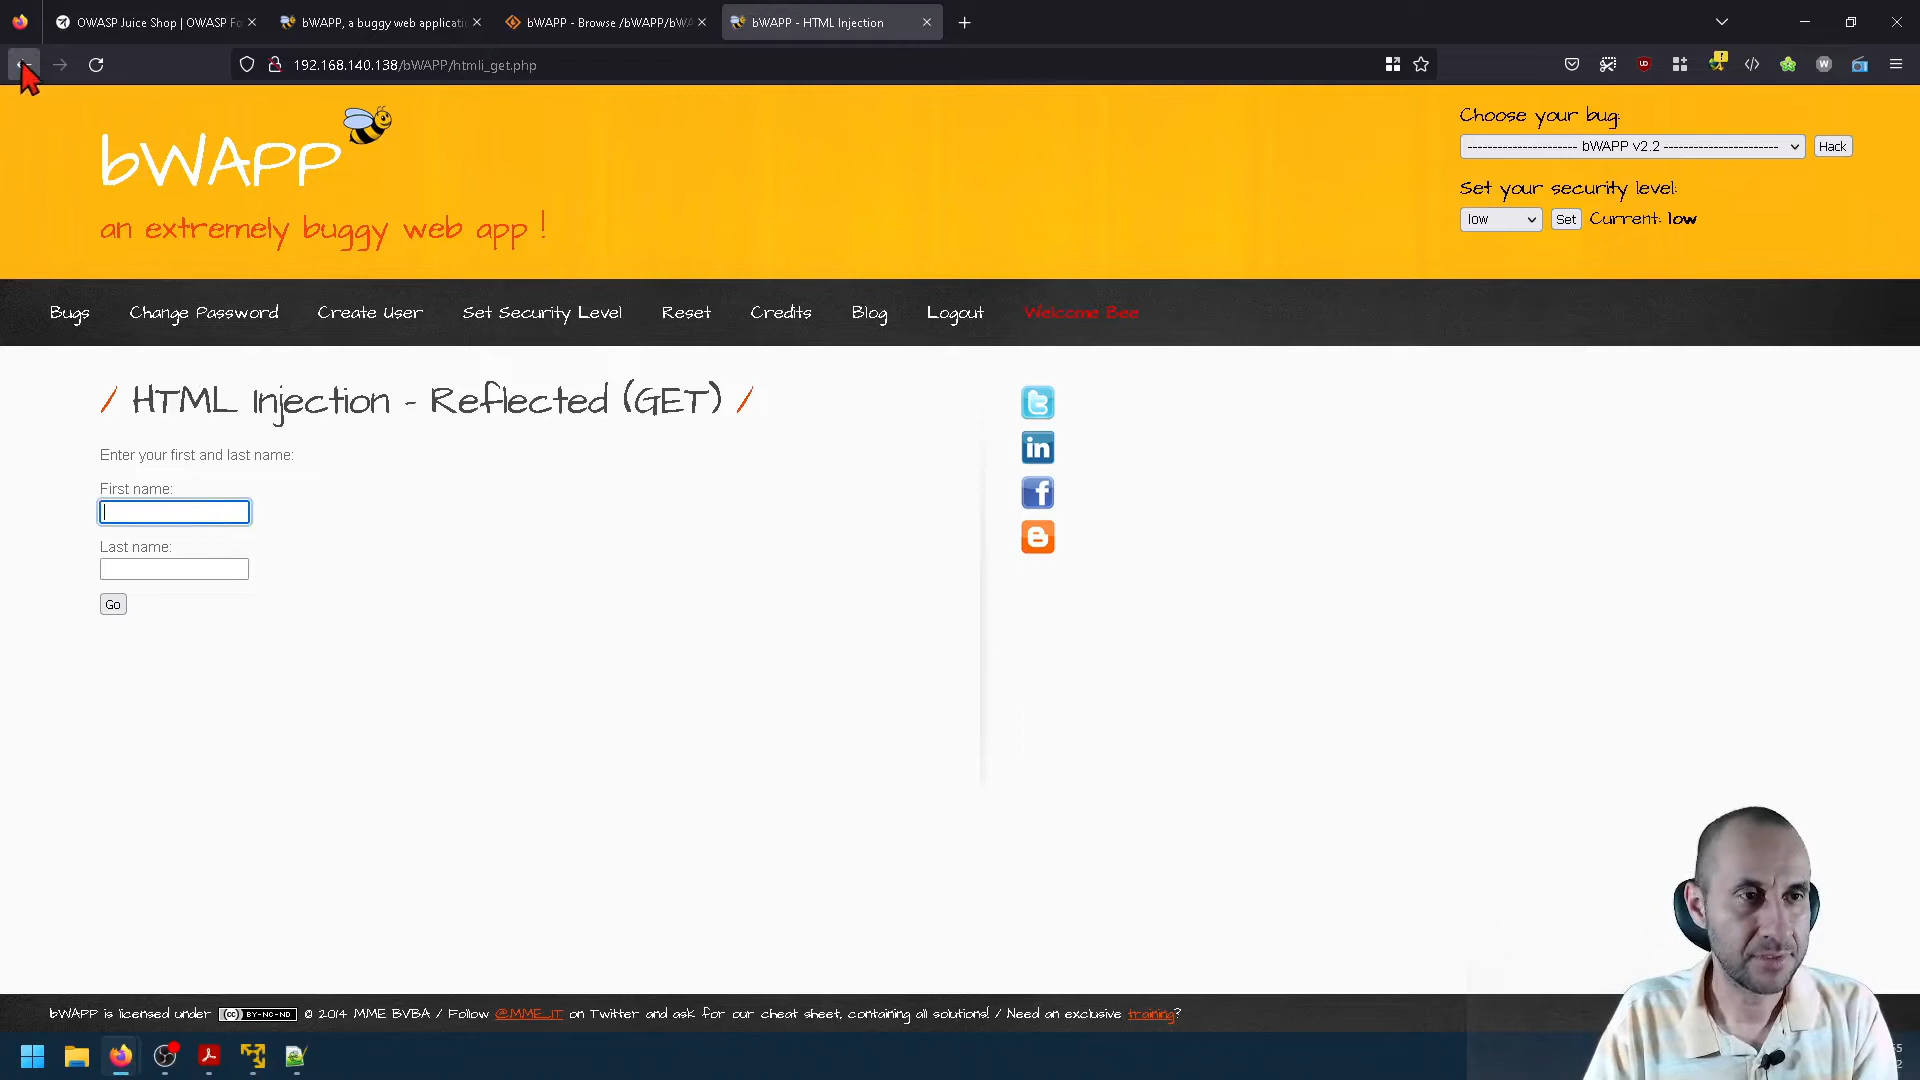 OWASP Juice Shop | OWASP Fo
bWAPP, a buggy web applicati
bWAPP - Browse /bWAPP/bWA
bWAPP - HTML Injection
192.168.140.138/bWAPP/htmli_get.php
bWAPP
an extremely buggy web app !
Choose your bug:
---------------------- bWAPP v2.2 -----------------------
Hack
Set your security level:
low
Set
Current: low
Bugs
Change Password
Create User
Set Security Level
Reset
Credits
Blog
Logout
Welcome Bee
/ HTML Injection - Reflected (GET) /
Enter your first and last name:
First name:
Last name:
Go
bWAPP is licensed under (cc) BY-NC-ND © 2014 MME BVBA / Follow @MME_IT on Twitter and ask for our cheat sheet, containing all solutions! / Need an exclusive training?